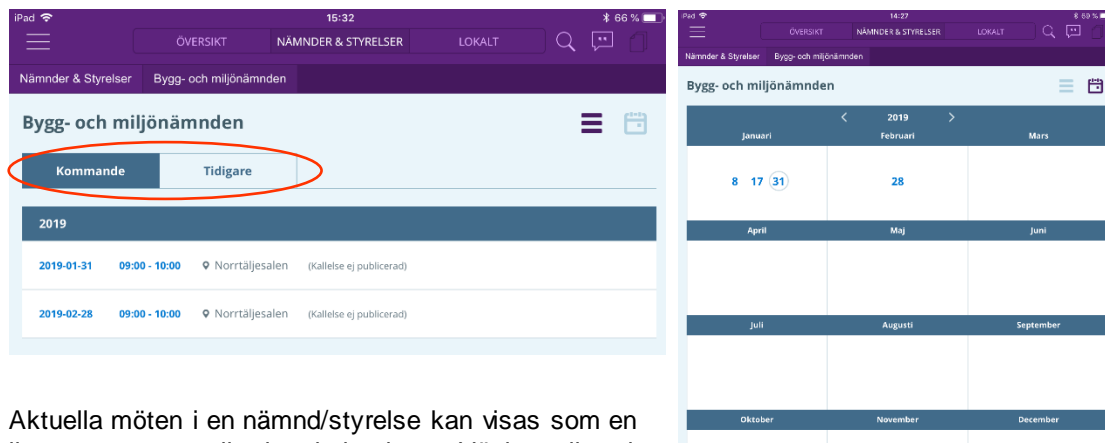 iPad 15:32 66 %
ÖVERSIKT NÄMNDER & STYRELSER LOKALT
Nämnder & Styrelser Bygg- och miljönämnden
Bygg- och miljönämnden
Kommande Tidigare
2019
2019-01-31 09:00 - 10:00 Norrtäljesalen (Kallelse ej publicerad)
2019-02-28 09:00 - 10:00 Norrtäljesalen (Kallelse ej publicerad)
Aktuella möten i en nämnd/styrelse kan visas som en
iPad 14:27 69 %
ÖVERSIKT NÄMNDER & STYRELSER LOKALT
Nämnder & Styrelser Bygg- och miljönämnden
Bygg- och miljönämnden
2019
Januari Februari Mars
8 17 31 28
April Maj Juni
Juli Augusti September
Oktober November December